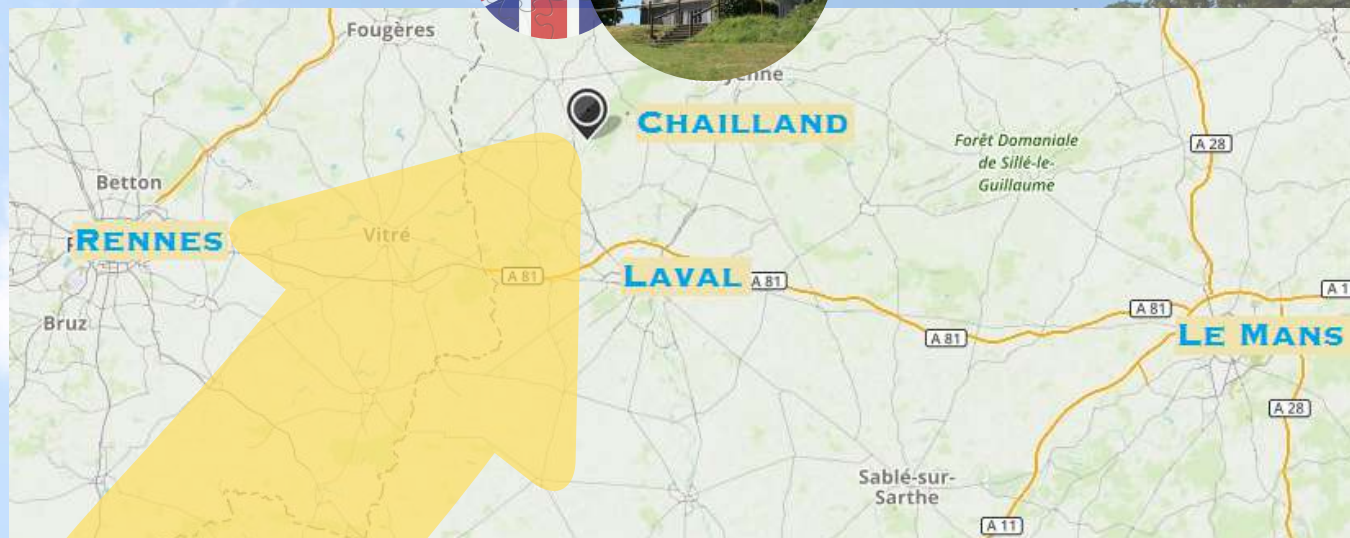 Fougères
CHAILLAND
Forêt Domaniale
de Sillé-le-
Guillaume
A 28
Betton
RENNES
Vitré
A 81
LAVAL
A 81
A 81
A 81
LE MANS
Bruz
A 28
Sablé-sur-
Sarthe
A 11